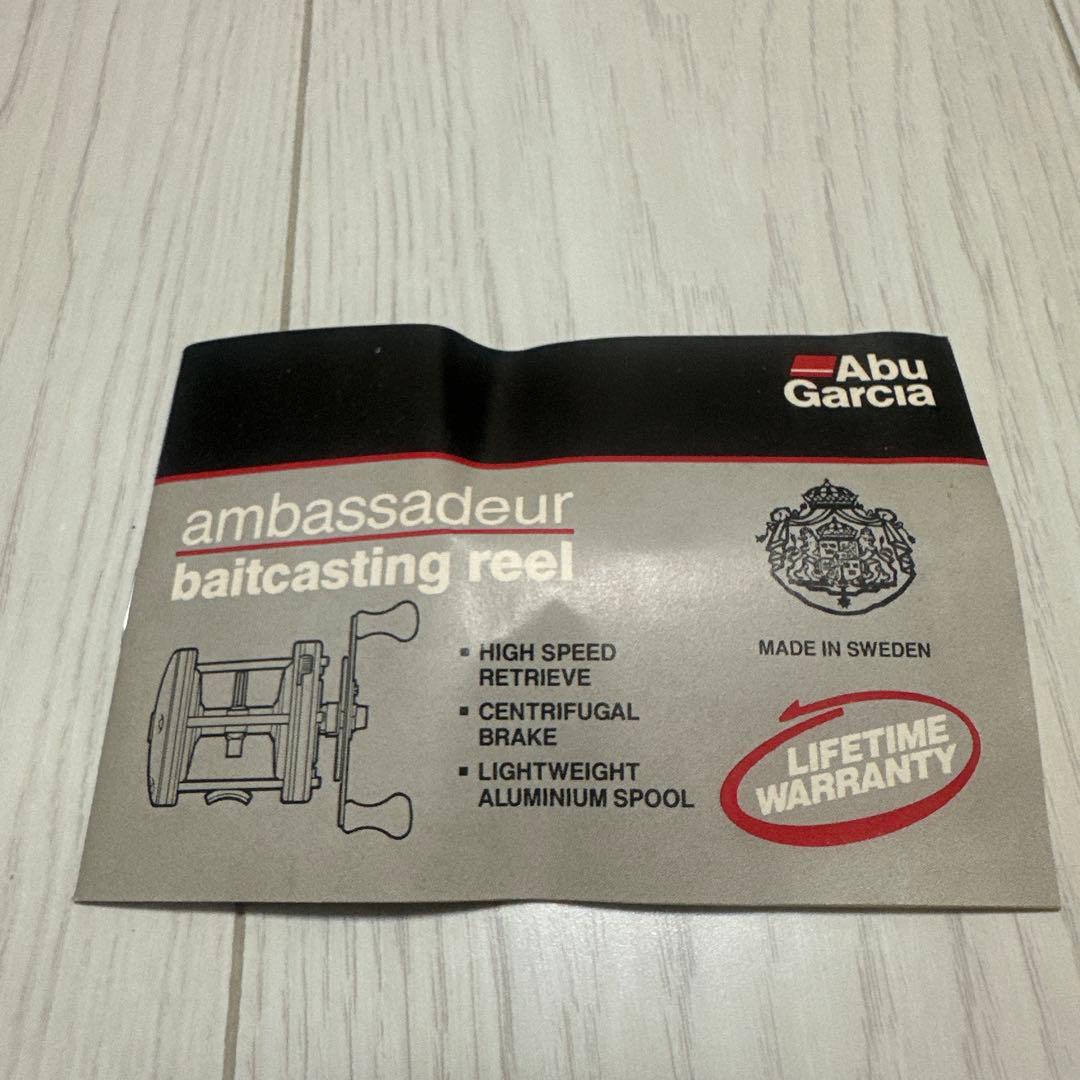 Abu
Garcia
ambassadeur
baitcasting reel
▪ HIGH SPEED
RETRIEVE
▪ CENTRIFUGAL
BRAKE
▪ LIGHTWEIGHT
ALUMINIUM SPOOL
MADE IN SWEDEN
LIFETIME
WARRANTY